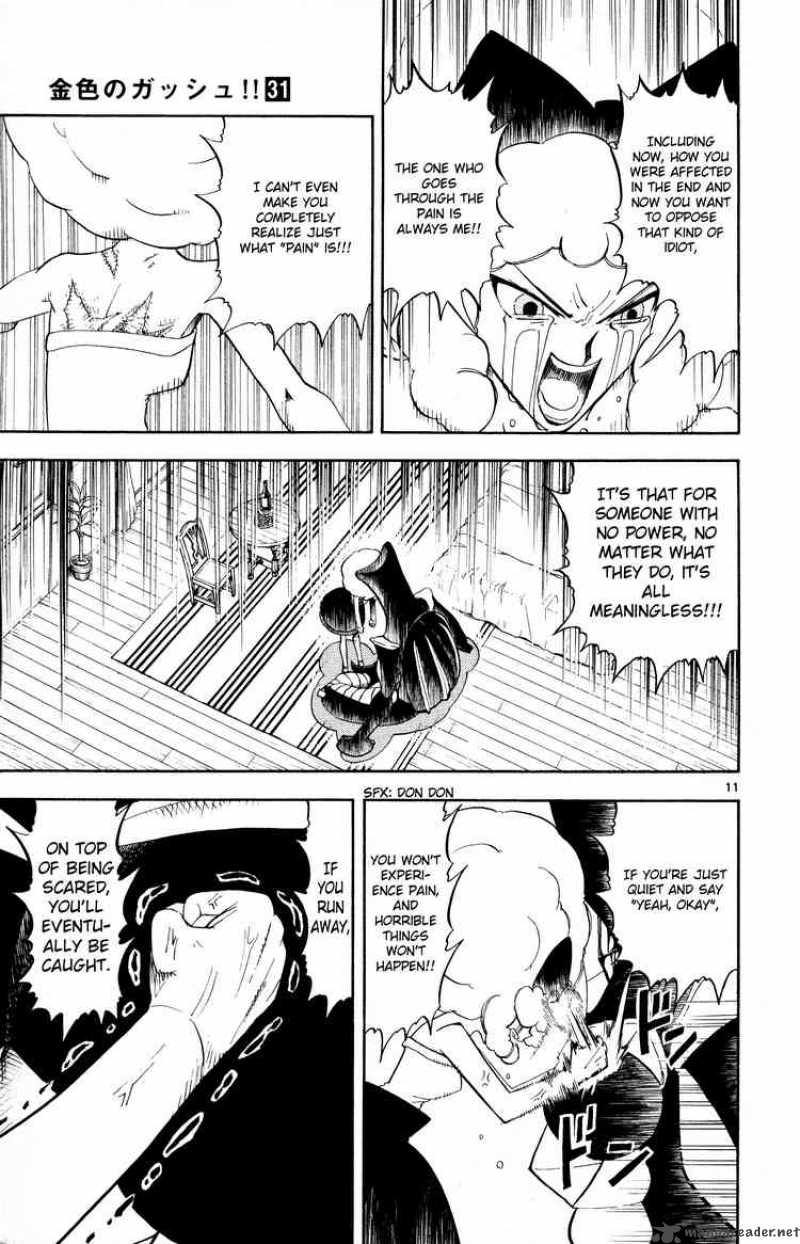 金色のガッシュ!! 31
INCLUDING
NOW, HOW YOU
WERE AFFECTED
IN THE END AND
NOW YOU WANT
TO OPPOSE
THAT KIND OF
IDIOT,
THE ONE WHO
GOES
THROUGH THE
PAIN IS
ALWAYS ME!!
I CAN'T EVEN
MAKE YOU
COMPLETELY
REALIZE JUST
WHAT "PAIN" IS!!!
IT'S THAT FOR
SOMEONE WITH
NO POWER, NO
MATTER WHAT
THEY DO, IT'S
ALL
MEANINGLESS!!!
11
SFX: DON DON
IF YOU'RE JUST
QUIET AND SAY
"YEAH, OKAY",
YOU WON'T
EXPERI-
ENCE PAIN,
AND
HORRIBLE
THINGS
WON'T
HAPPEN!!
ドン
ドン
IF
YOU
RUN
AWAY,
ON TOP
OF BEING
SCARED,
YOU'LL
EVENTU-
ALLY BE
CAUGHT.